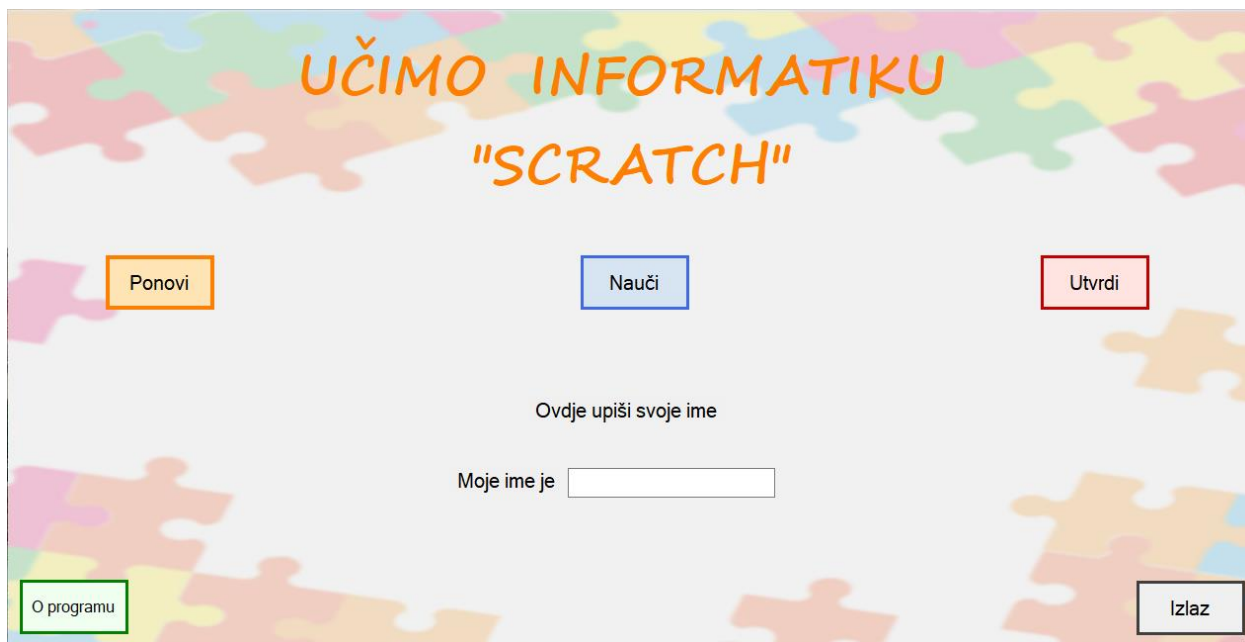 UČIMO INFORMATIKU
"SCRATCH"
Ponovi
Nauči
Utvrdi
Ovdje upiši svoje ime
Moje ime je
O programu
Izlaz